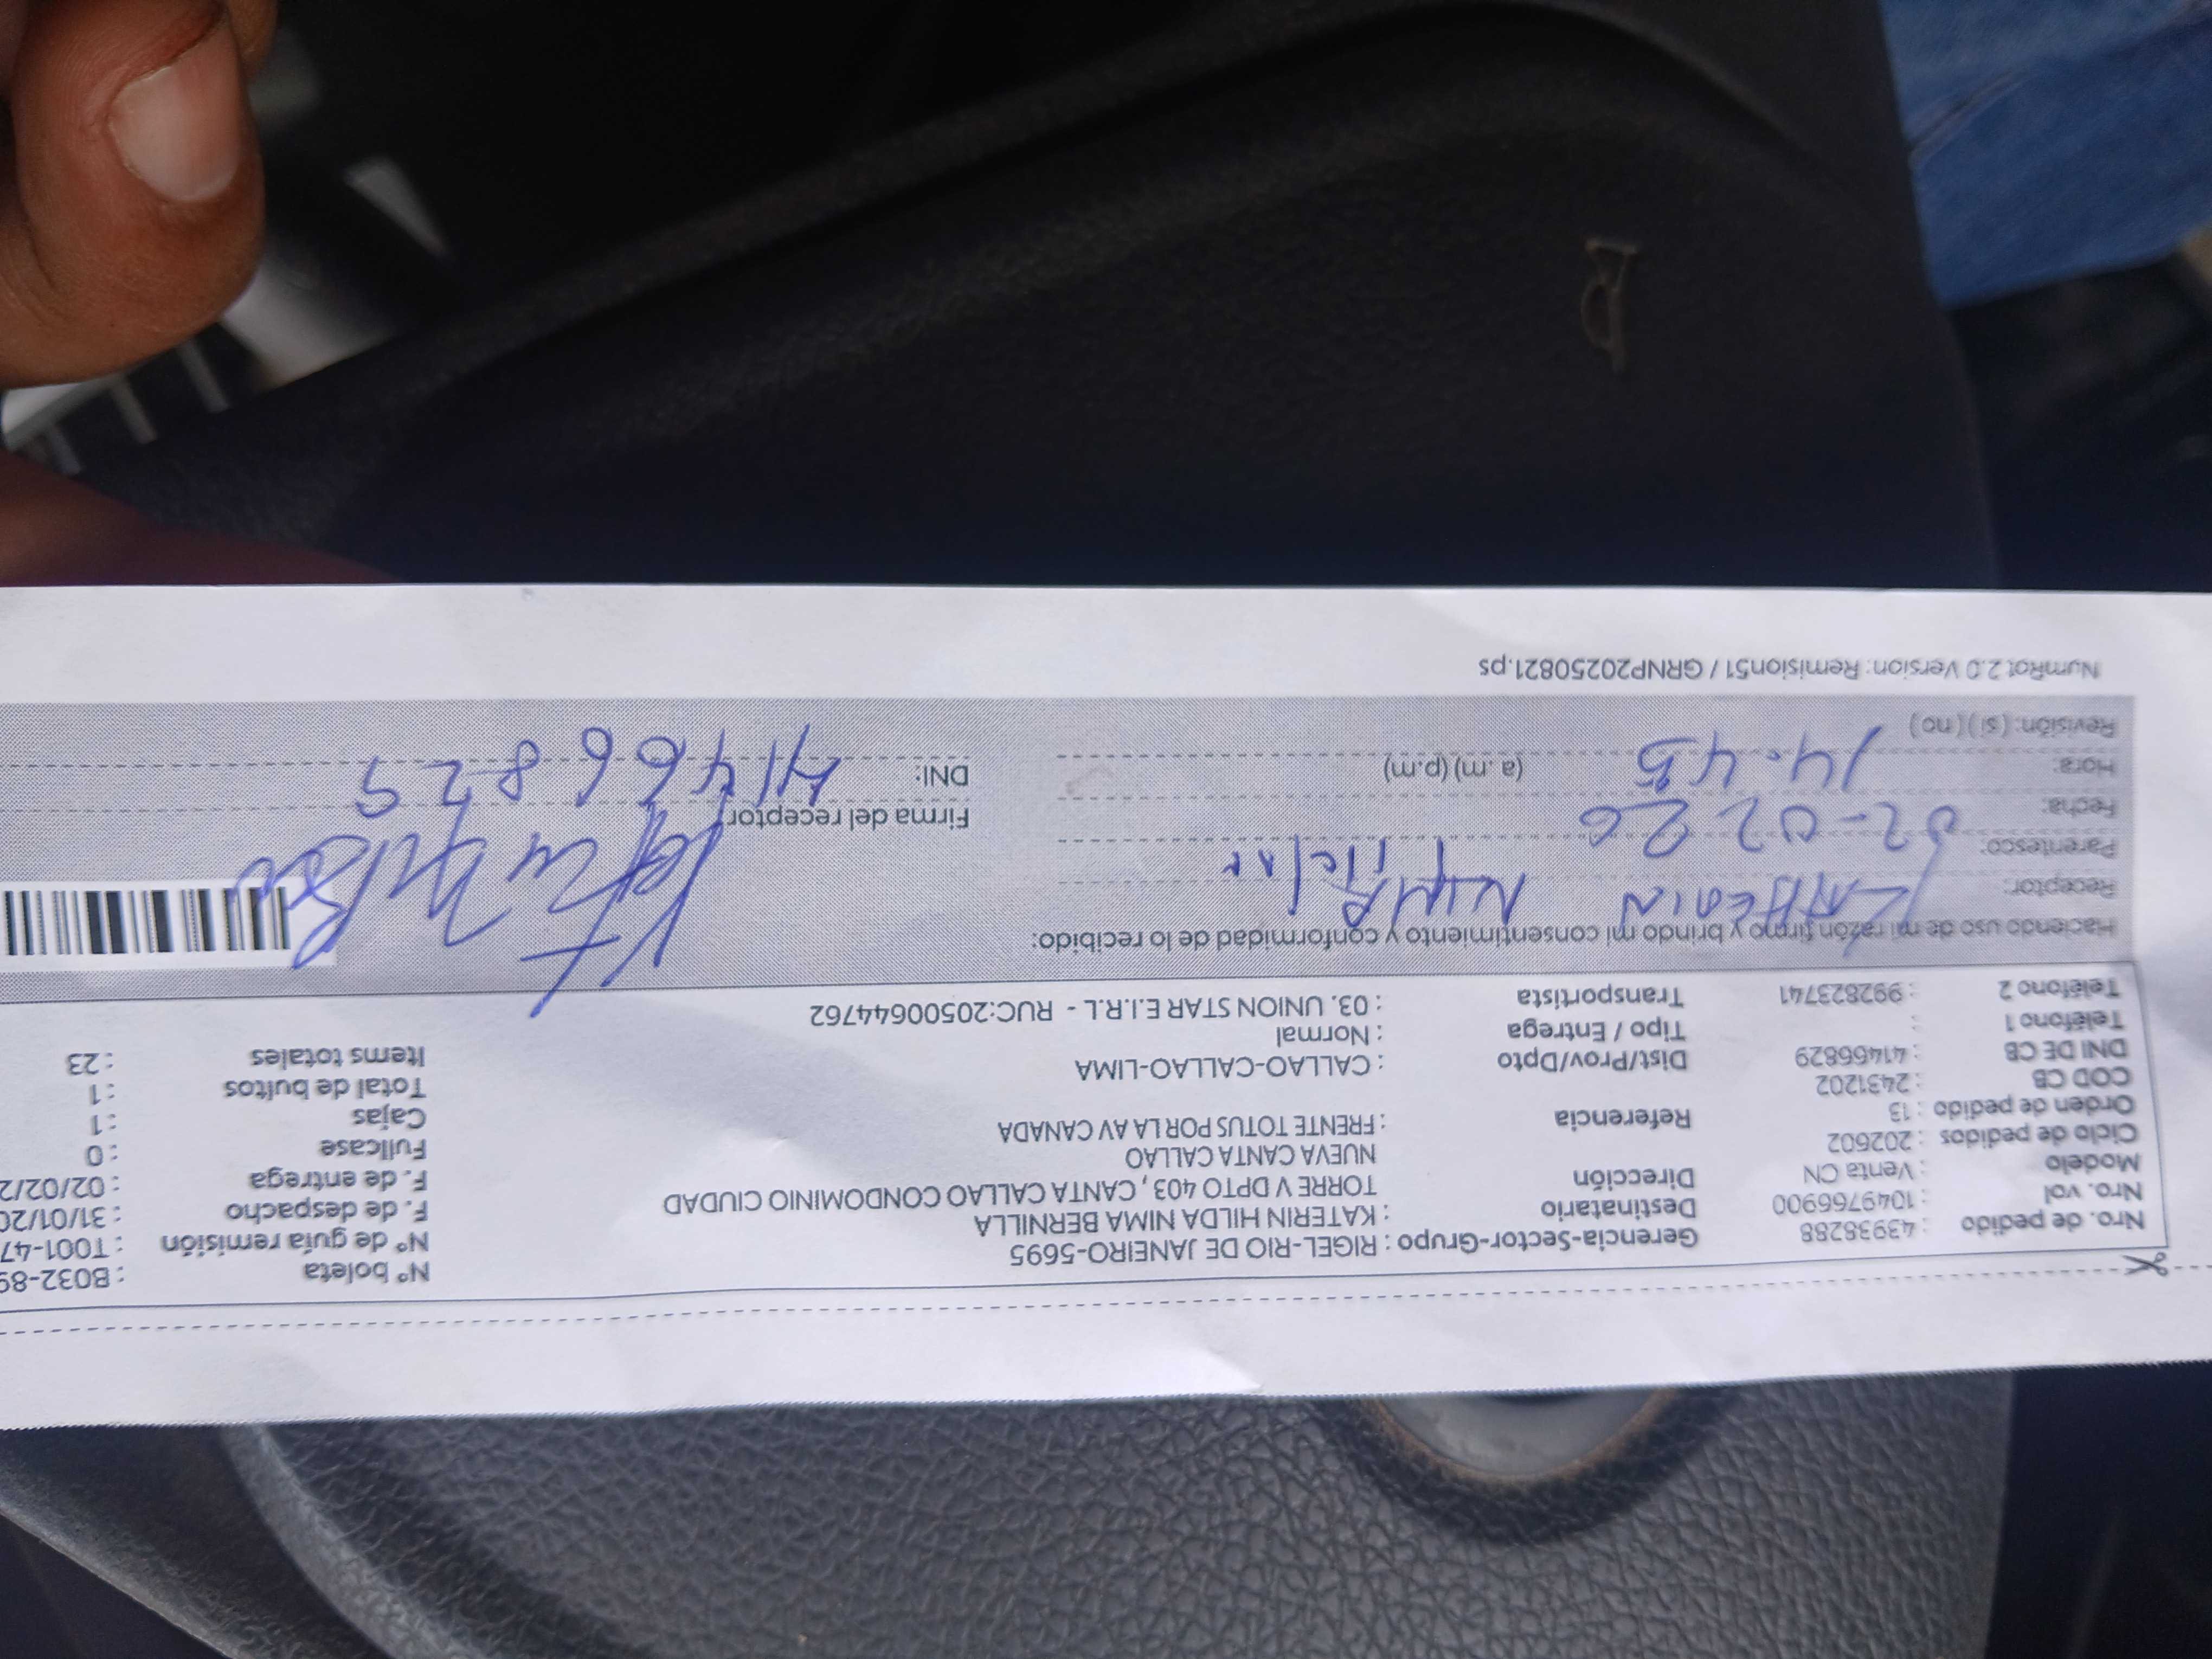 Nro. de pedido : 43938288
Nro. vol : 1049766900
Modelo : Venta CN
Ciclo de pedidos : 202602
Orden de pedido : 13
COD CB : 2431202
DNI DE CB : 41466829
Teléfono 1 :
Teléfono 2 : 992823741
Gerencia-Sector-Grupo : RIGEL-RIO DE JANEIRO-5695
Destinatario : KATERIN HILDA NIMA BERNILLA
Dirección TORRE V DPTO 403 , CANTA CALLAO CONDOMINIO CIUDAD
NUEVA CANTA CALLAO
Referencia : FRENTE TOTUS POR LA AV CANADA
Dist/Prov/Dpto : CALLAO-CALLAO-LIMA
Tipo / Entrega : Normal
Transportista : 03. UNION STAR E.I.R.L - RUC:20500644762
N° boleta : B032-89
N° de guía remisión : T001-47
F. de despacho : 31/01/20
F. de entrega : 02/02/2
Fullcase : 0
Cajas : 1
Total de bultos : 1
Items totales : 23
Haciendo uso de mi razón firmo y brindo mi consentimiento y conformidad de lo recibido:
Receptor:
Parentesco:
Fecha: 02-02 26
Hora: 14.45 (a. m) (p.m)
Revisión: (si) (no)
Firma del receptor
DNI: 41466829
NumRot 2.0 Version: Remision51 / GRNP20250821.ps